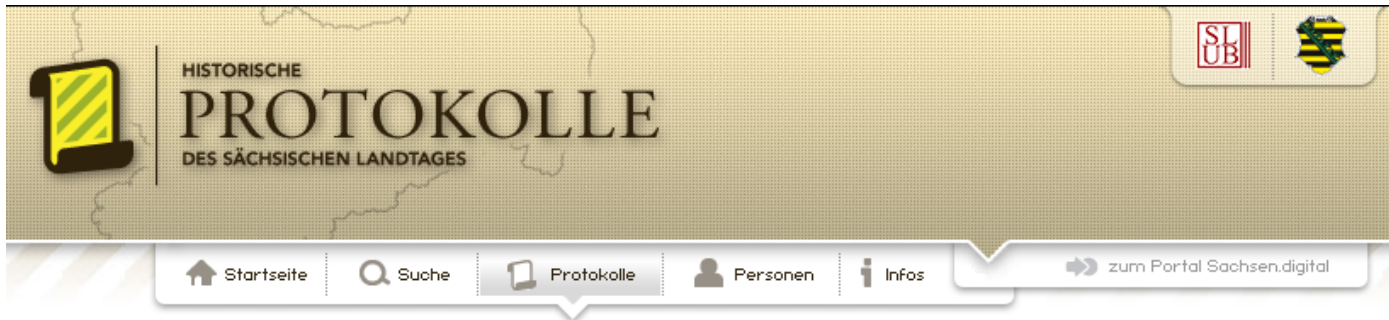 HISTORISCHE
PROTOKOLLE
DES SÄCHSISCHEN LANDTAGES
SL
UB
Startseite
Suche
Protokolle
Personen
Infos
zum Portal Sachsen.digital